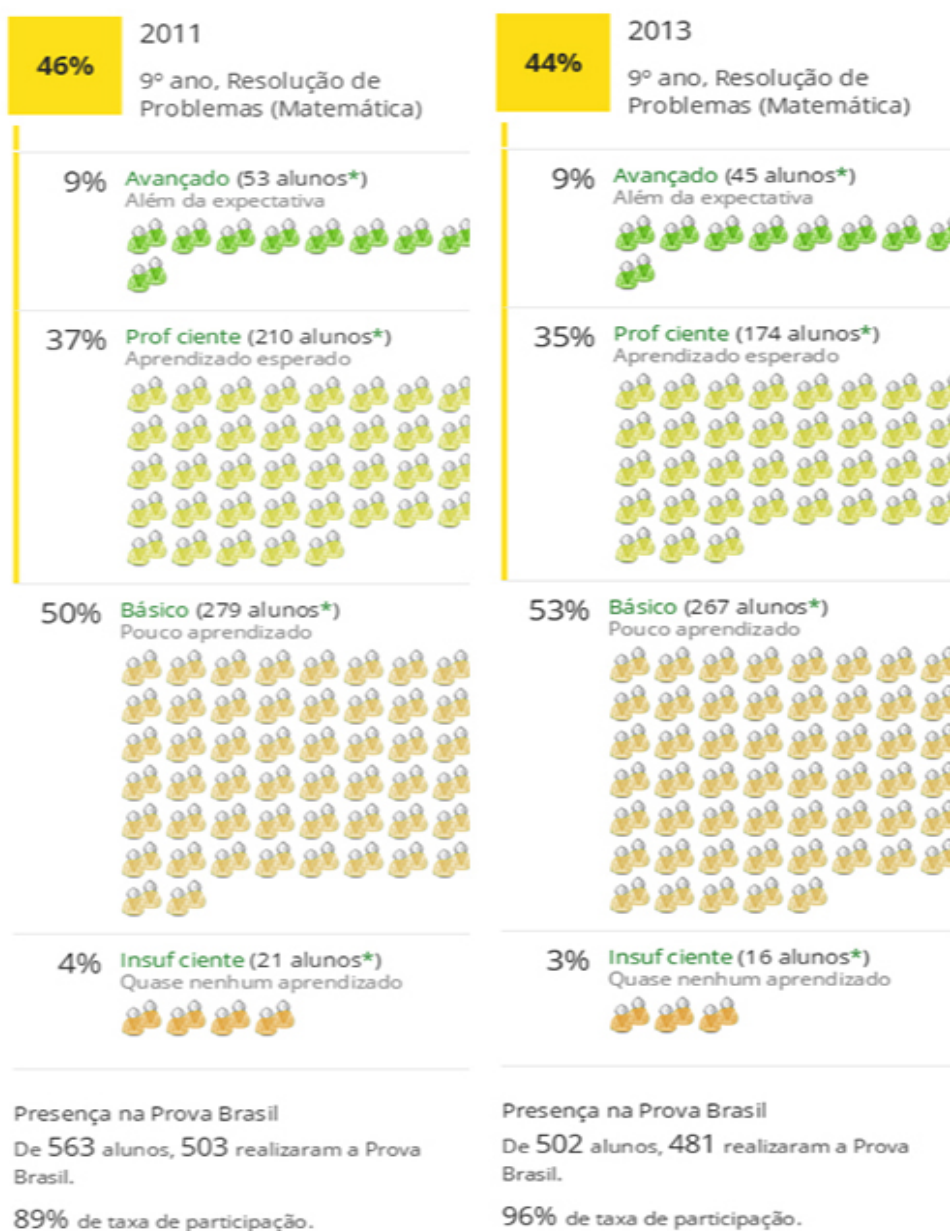 46%
2011
9º ano, Resolução de
Problemas (Matemática)
9% Avançado (53 alunos*)
Além da expectativa
37% Prof ciente (210 alunos*)
Aprendizado esperado
50% Básico (279 alunos*)
Pouco aprendizado
4% Insuf ciente (21 alunos*)
Quase nenhum aprendizado
Presença na Prova Brasil
De 563 alunos, 503 realizaram a Prova
Brasil.
89% de taxa de participação.
44%
2013
9º ano, Resolução de
Problemas (Matemática)
9% Avançado (45 alunos*)
Além da expectativa
35% Prof ciente (174 alunos*)
Aprendizado esperado
53% Básico (267 alunos*)
Pouco aprendizado
3% Insuf ciente (16 alunos*)
Quase nenhum aprendizado
Presença na Prova Brasil
De 502 alunos, 481 realizaram a Prova
Brasil.
96% de taxa de participação.